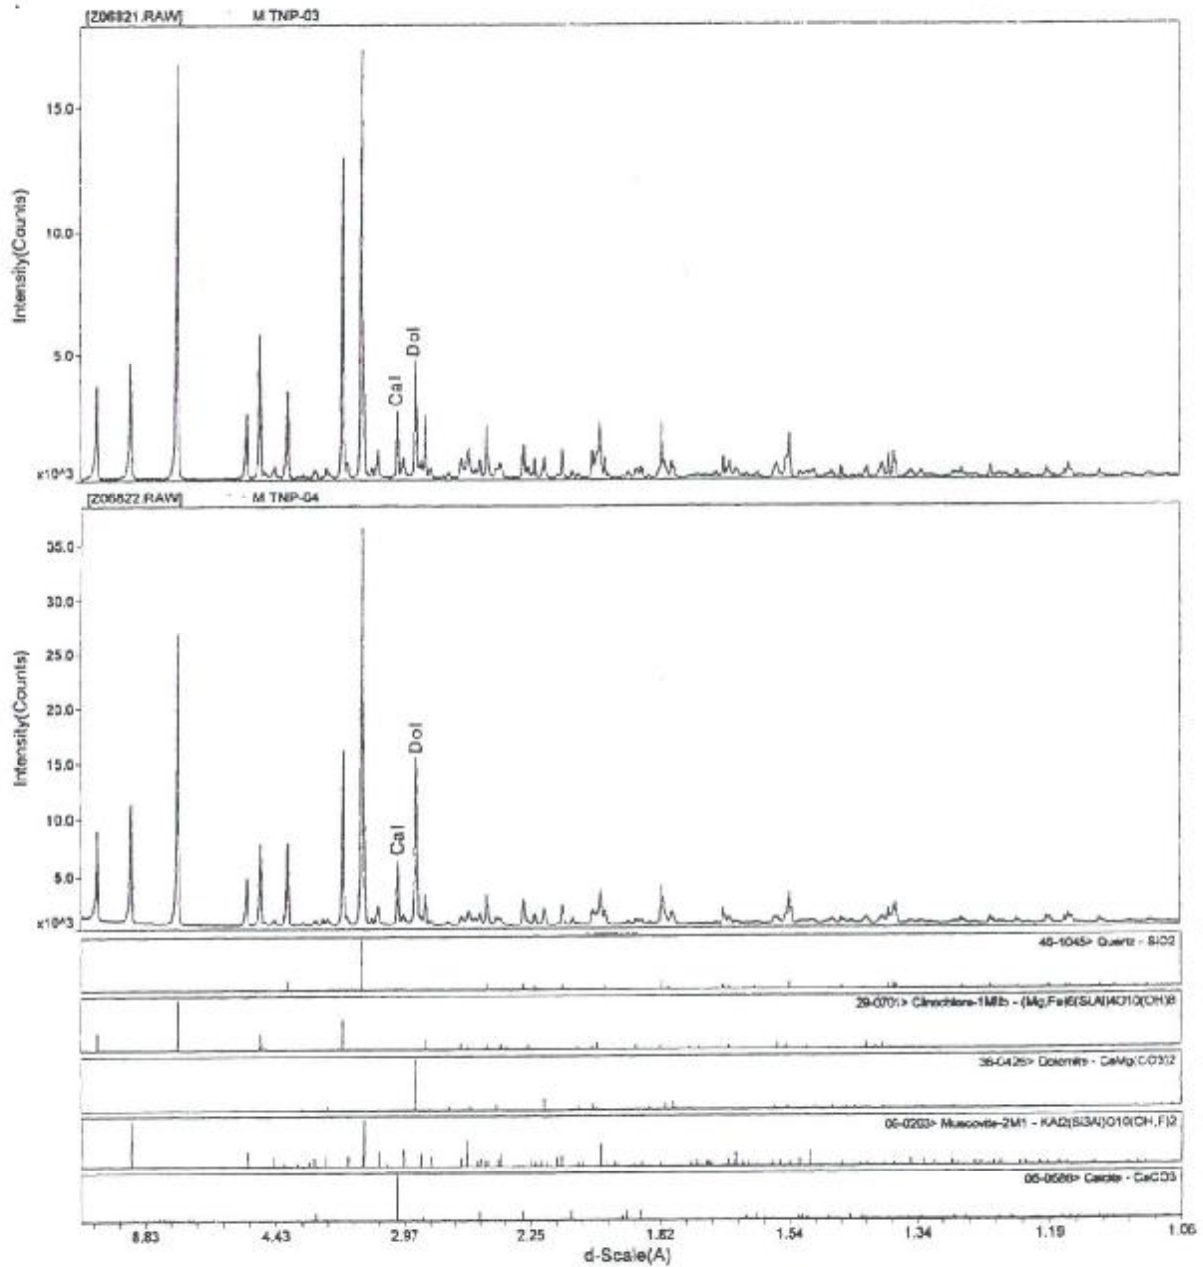 [Z06821.RAW] M TNP-03
15.0
10.0
5.0
x10^3
Intensity(Counts)
Cal
Dol
[Z06822.RAW] M TNP-04
35.0
30.0
25.0
20.0
15.0
10.0
5.0
x10^3
Intensity(Counts)
Cal
Dol
46-1045> Quartz - SiO2
29-0701> Clinochlore-1MIIb - (Mg,Fe)6(Si,Al)4O10(OH)8
36-0426> Dolomite - CaMg(CO3)2
06-0263> Muscovite-2M1 - KAl2(Si3Al)O10(OH,F)2
05-0586> Calcite - CaCO3
8.83 4.43 2.97 2.25 1.82 1.54 1.34 1.19 1.06
d-Scale(A)